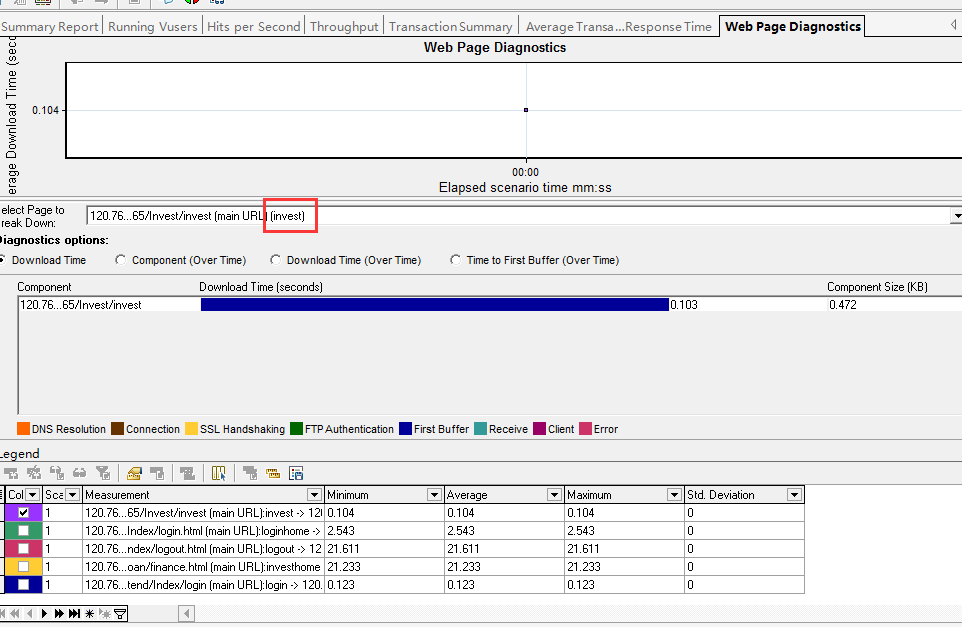 Summary Report Running Vusers Hits per Second Throughput Transaction Summary Average Transa...Response Time Web Page Diagnostics
Web Page Diagnostics
erage Download Time (seco
0.104
00:00
Elapsed scenario time mm:ss
elect Page to
reak Down:
120.76...65/Invest/invest (main URL) (invest)
Diagnostics options:
Download Time Component (Over Time) Download Time (Over Time) Time to First Buffer (Over Time)
Component Download Time (seconds) Component Size (KB)
120.76...65/Invest/invest 0.103 0.472
DNS Resolution Connection SSL Handshaking FTP Authentication First Buffer Receive Client Error
Legend
Col Sca Measurement Minimum Average Maximum Std. Deviation
1 120.76...65/Invest/invest (main URL):invest -> 12( 0.104 0.104 0.104 0
1 120.76...Index/login.html (main URL):loginhome -> 2.543 2.543 2.543 0
1 120.76...ndex/logout.html (main URL):logout -> 12 21.611 21.611 21.611 0
1 120.76...oan/finance.html (main URL):investhome 21.233 21.233 21.233 0
1 120.76...tend/Index/login (main URL):login -> 120. 0.123 0.123 0.123 0